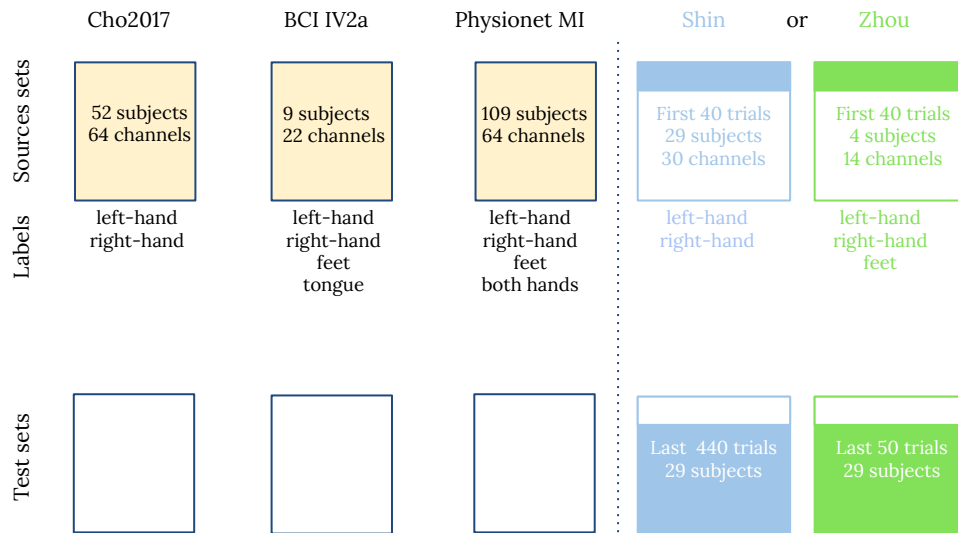 Cho2017 BCI IV2a Physionet MI Shin or Zhou
Sources sets
52 subjects
64 channels
9 subjects
22 channels
109 subjects
64 channels
First 40 trials
29 subjects
30 channels
First 40 trials
4 subjects
14 channels
Labels
left-hand
right-hand
left-hand
right-hand
feet
tongue
left-hand
right-hand
feet
both hands
left-hand
right-hand
left-hand
right-hand
feet
Test sets
Last 440 trials
29 subjects
Last 50 trials
29 subjects